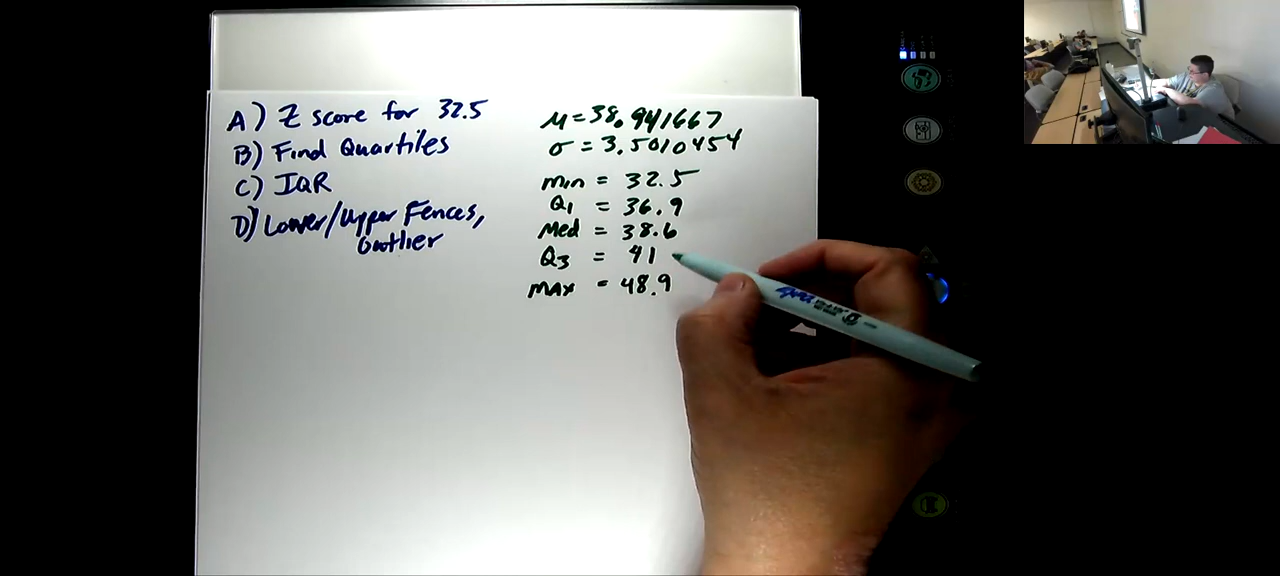 A) Z score for 32.5
B) Find Quartiles
C) IQR
D) Lower/Upper Fences,
Outlier
μ = 38.941667
σ = 3.5010454
min = 32.5
Q1 = 36.9
Med = 38.6
Q3 = 41
max = 48.9